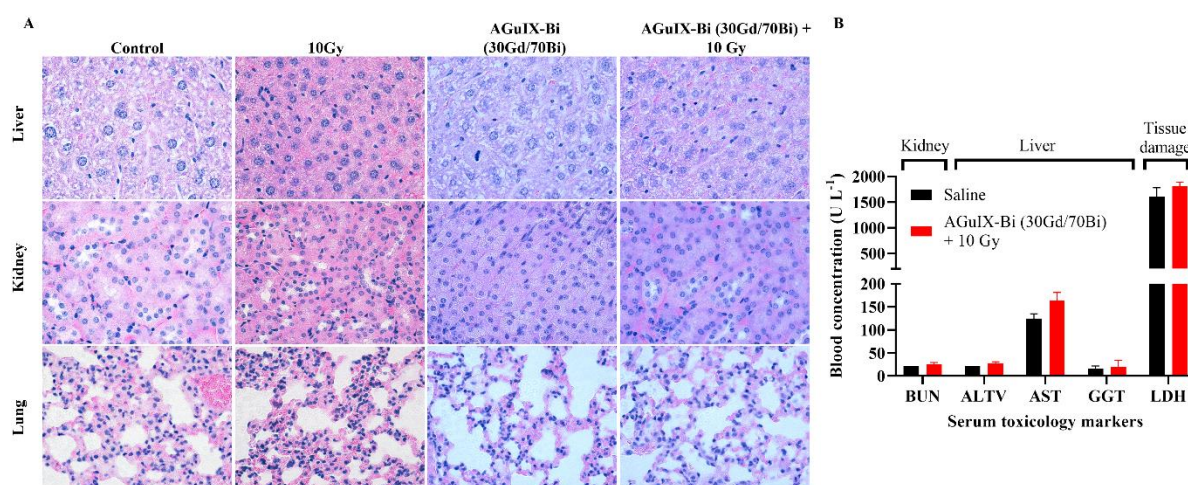 A
Control
10Gy
AGuIX-Bi
(30Gd/70Bi)
AGuIX-Bi (30Gd/70Bi) +
10 Gy
Liver
Kidney
Lung
B
Kidney
Liver
Tissue
damage
Saline
AGuIX-Bi (30Gd/70Bi)
+ 10 Gy
Blood concentration (U L⁻¹)
2000
1500
1000
500
200
150
100
50
0
BUN
ALTV
AST
GGT
LDH
Serum toxicology markers